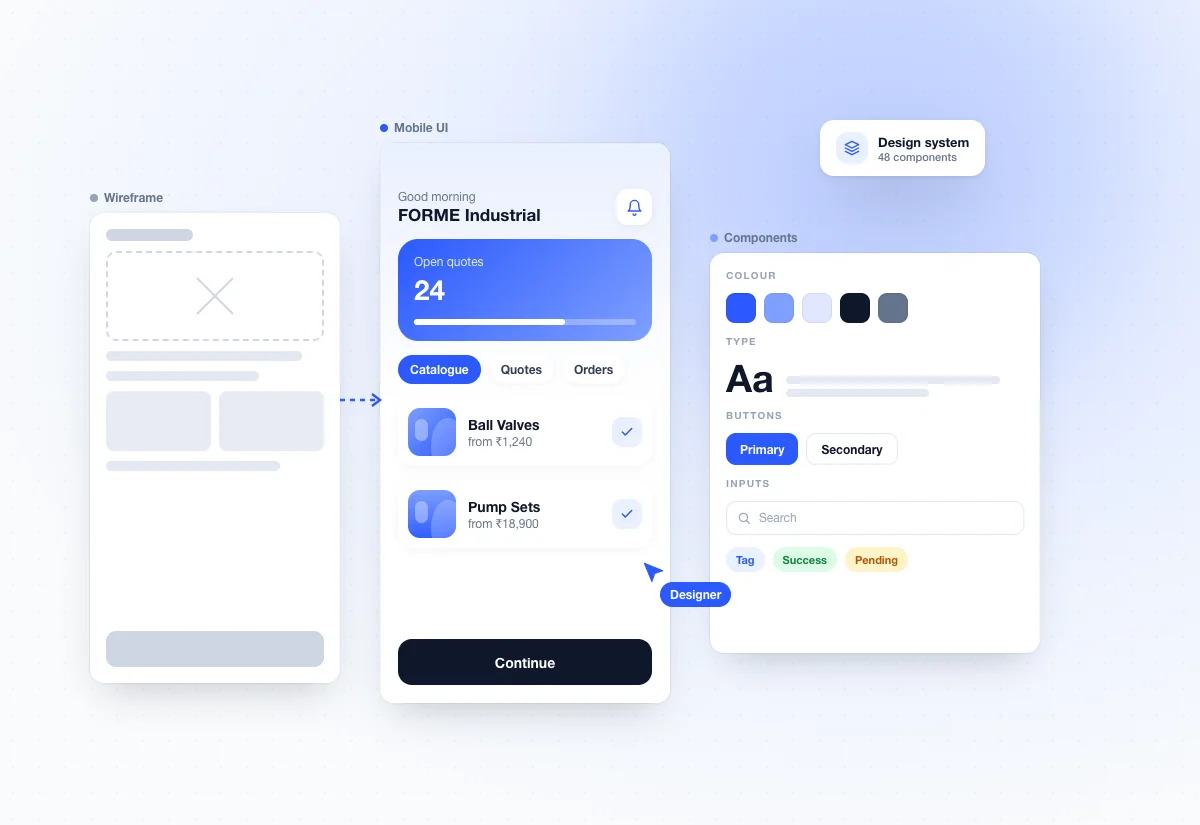 Wireframe
Mobile UI
Good morning
FORME Industrial
Open quotes
24
Catalogue
Quotes
Orders
Ball Valves
from ₹1,240
Pump Sets
from ₹18,900
Continue
Designer
Design system
48 components
Components
COLOUR
TYPE
Aa
BUTTONS
Primary
Secondary
INPUTS
Search
Tag
Success
Pending